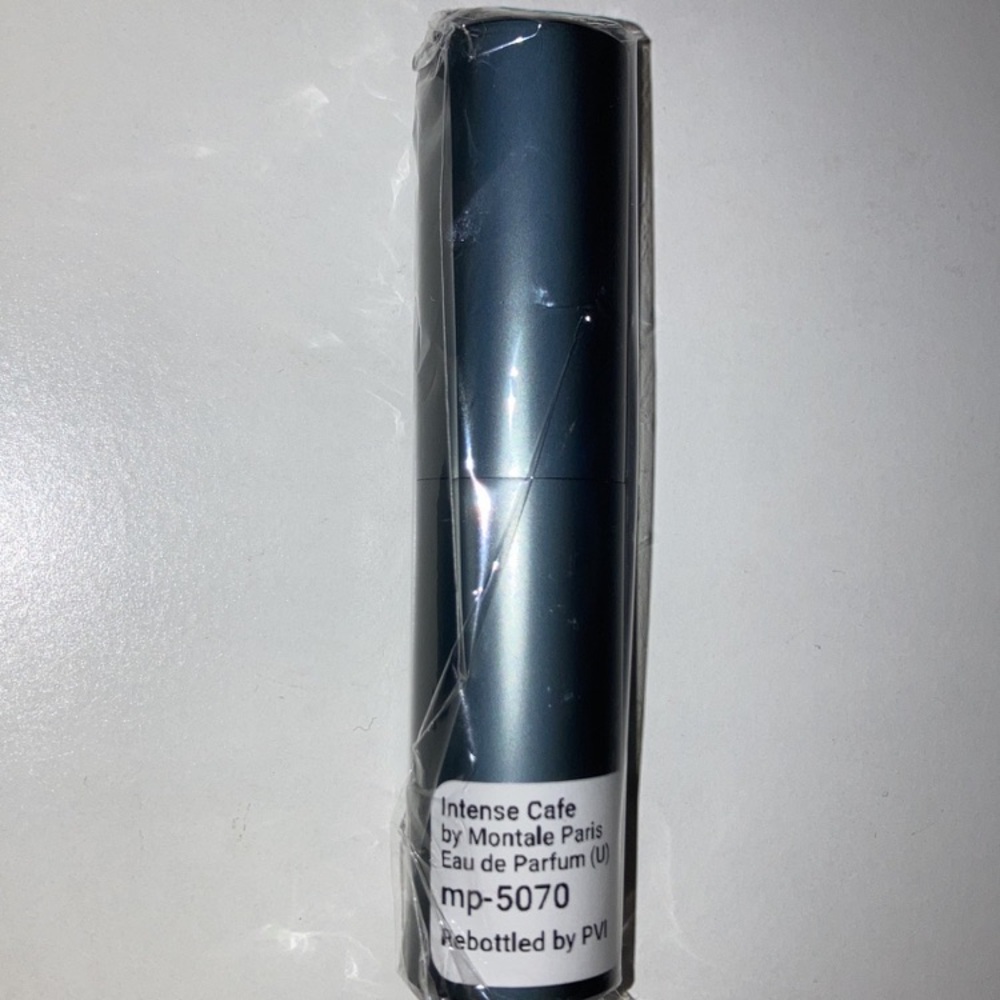 Intense Cafe
by Montale Paris
Eau de Parfum (U)
mp-5070
Rebottled by PVI